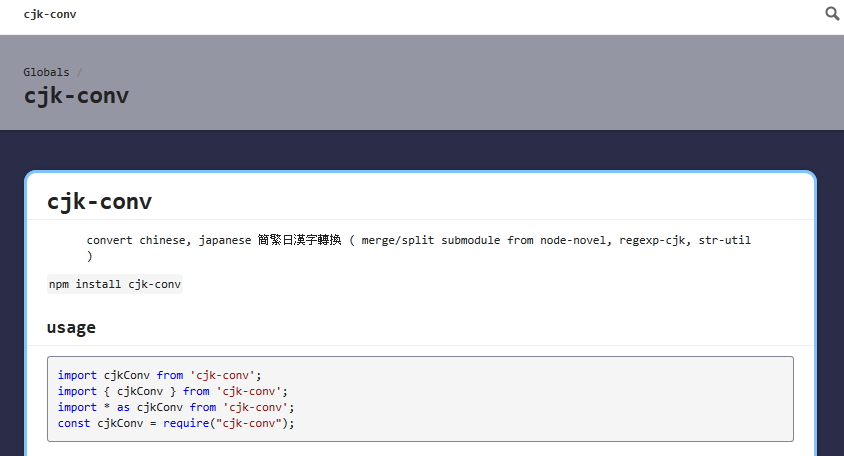 cjk-conv
Globals /
cjk-conv
cjk-conv
convert chinese, japanese 簡繁日漢字轉換 ( merge/split submodule from node-novel, regexp-cjk, str-util
)
npm install cjk-conv
usage
import cjkConv from 'cjk-conv';
import { cjkConv } from 'cjk-conv';
import * as cjkConv from 'cjk-conv';
const cjkConv = require("cjk-conv");